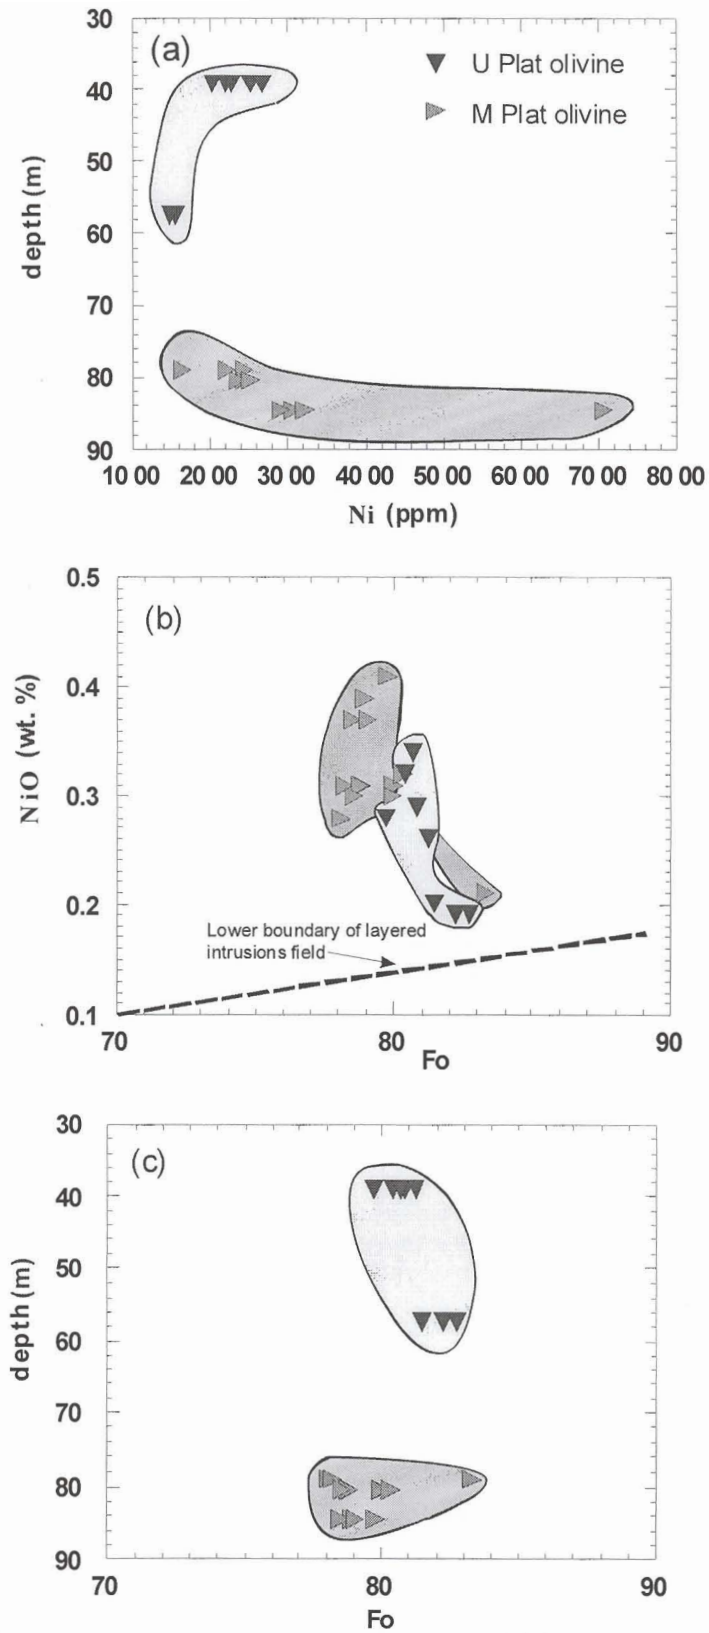 (a)
U Plat olivine
M Plat olivine
30
40
50
60
70
80
90
depth (m)
10 00 20 00 30 00 40 00 50 00 60 00 70 00 80 00
Ni (ppm)
(b)
0.5
0.4
0.3
0.2
0.1
NiO (wt. %)
Lower boundary of layered
intrusions field
70 80 90
Fo
(c)
30
40
50
60
70
80
90
depth (m)
70 80 90
Fo